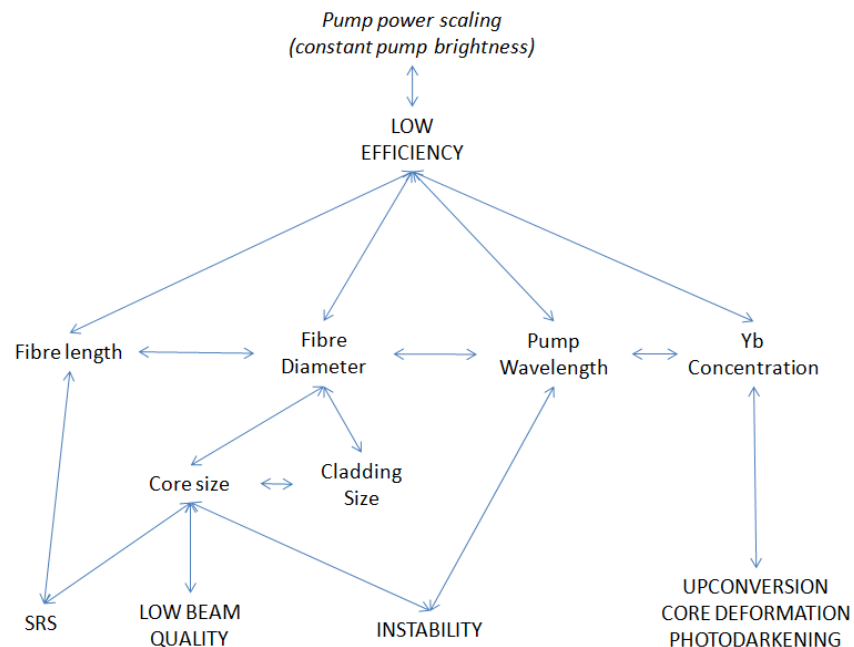 Pump power scaling
(constant pump brightness)
LOW
EFFICIENCY
Fibre length
Fibre
Diameter
Pump
Wavelength
Yb
Concentration
Core size
Cladding
Size
SRS
LOW BEAM
QUALITY
INSTABILITY
UPCONVERSION
CORE DEFORMATION
PHOTODARKENING